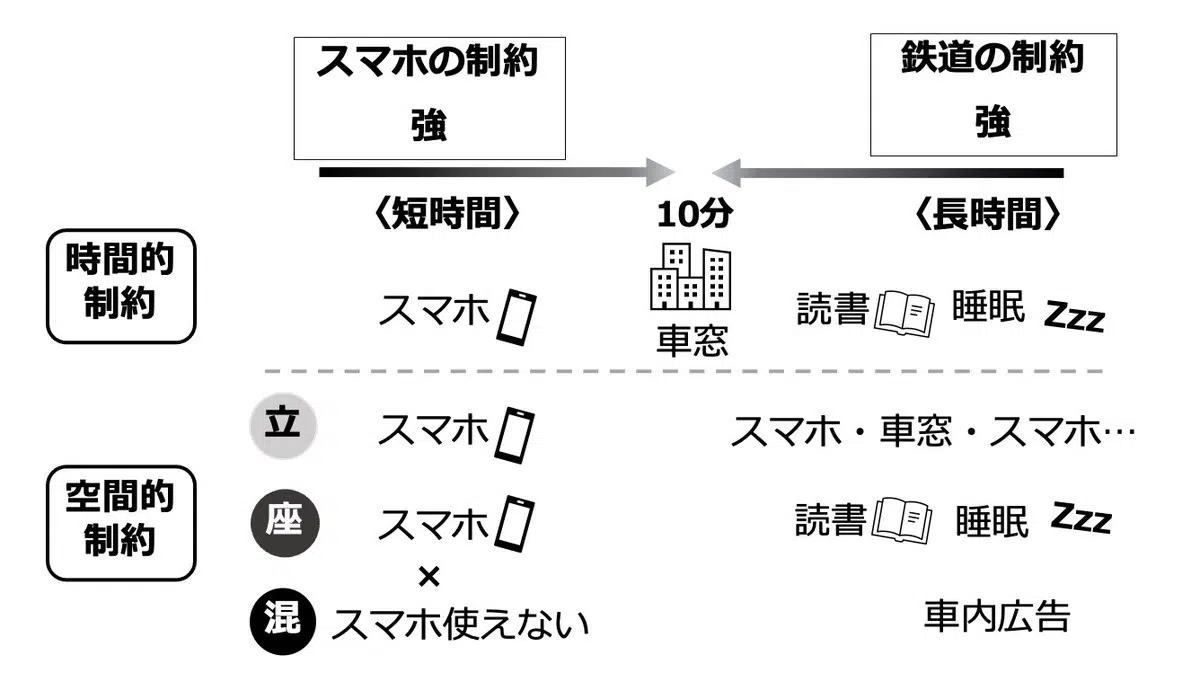 スマホの制約
強
鉄道の制約
強
〈短時間〉
10分
〈長時間〉
時間的
制約
スマホ
車窓
読書
睡眠
Zzz
空間的
制約
立
スマホ
スマホ・車窓・スマホ…
座
スマホ
読書
睡眠
Zzz
×
混
スマホ使えない
車内広告